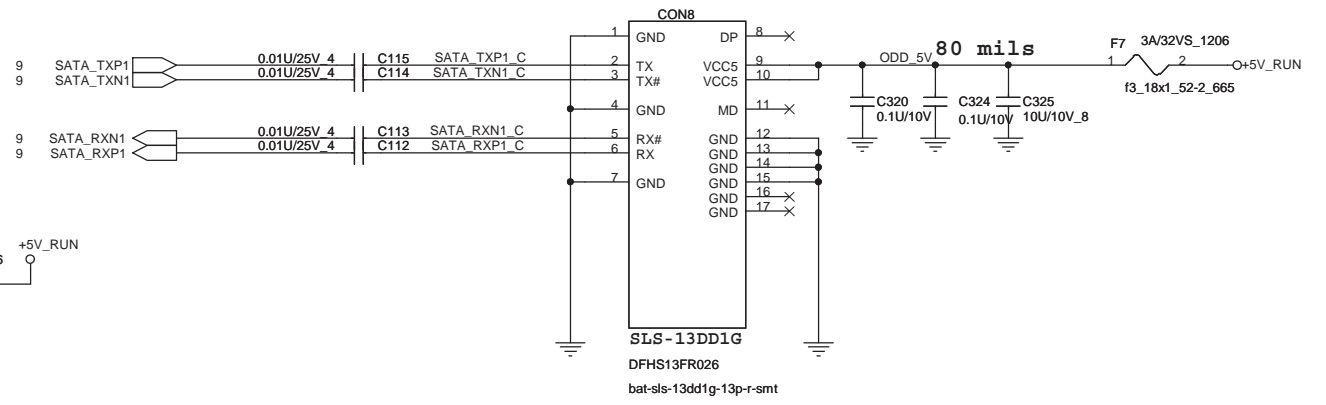 CON8
1 GND DP 8
9 SATA_TXP1 0.01U/25V_4 C115 SATA_TXP1_C 2 TX VCC5 9 ODD_5V 80 mils F7 3A/32VS_1206
9 SATA_TXN1 0.01U/25V_4 C114 SATA_TXN1_C 3 TX# VCC5 10 1 2 +5V_RUN
f3_18x1_52-2_665
4 GND MD 11 C320 C324 C325
0.1U/10V 0.1U/10V 10U/10V_8
9 SATA_RXN1 0.01U/25V_4 C113 SATA_RXN1_C 5 RX# GND 12
9 SATA_RXP1 0.01U/25V_4 C112 SATA_RXP1_C 6 RX GND 13
GND 14
7 GND GND 15
GND 16
GND 17
+5V_RUN
SLS-13DD1G
DFHS13FR026
bat-sls-13dd1g-13p-r-smt